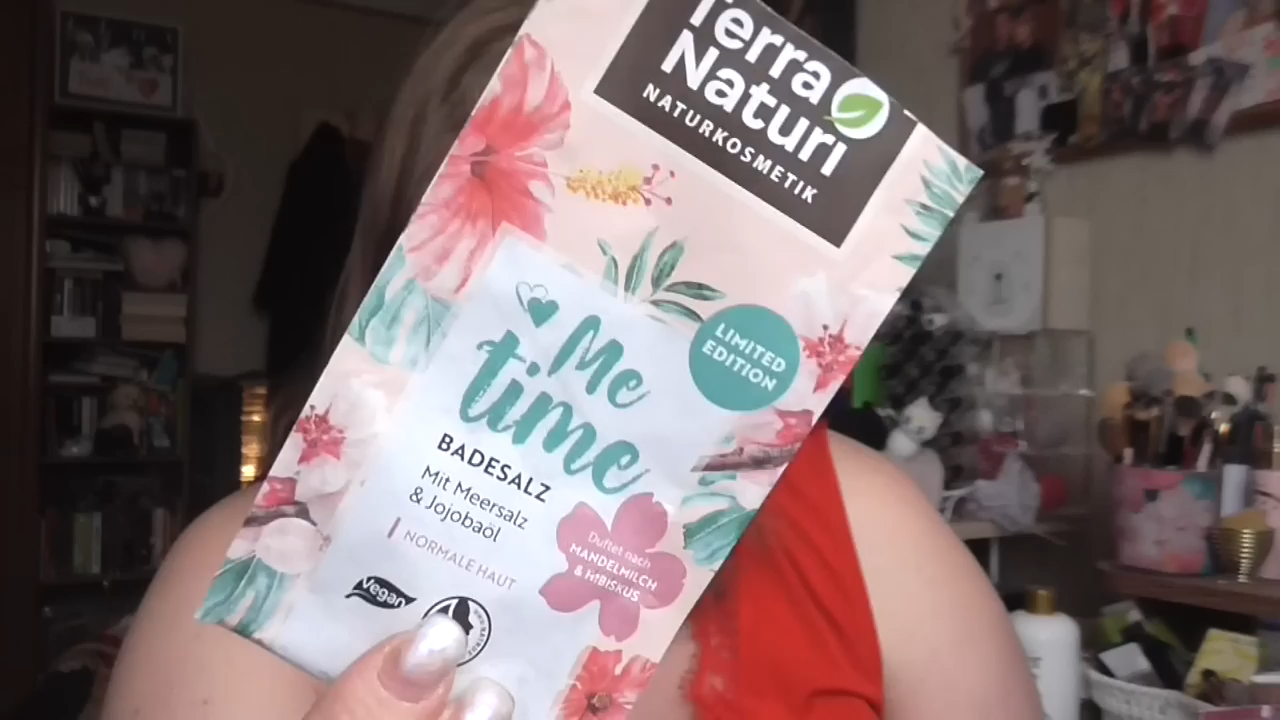 Terra
Naturi
NATURKOSMETIK
LIMITED
EDITION
Me
time
BADESALZ
Mit Meersalz
& Jojobaöl
NORMALE HAUT
Duftet nach
MANDELMILCH
& HIBISKUS
Vegan